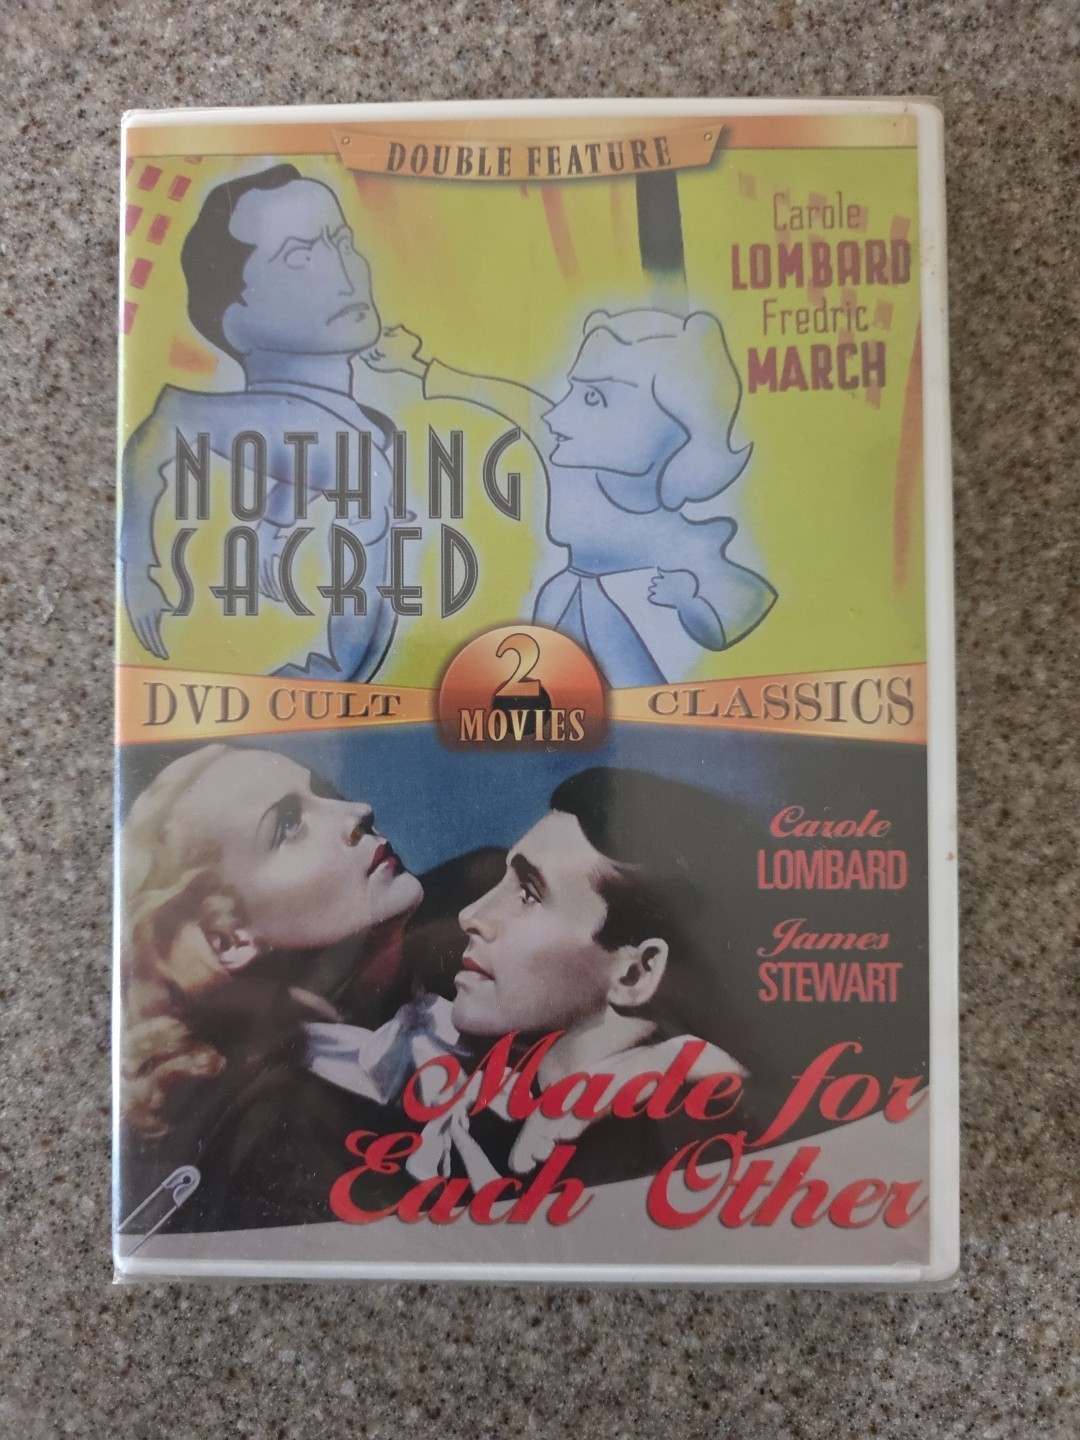 DOUBLE FEATURE
Carole
LOMBARD
Fredric
MARCH
NOTHING
SACRED
DVD CULT 2 CLASSICS
MOVIES
Carole
LOMBARD
James
STEWART
Made for
Each Other